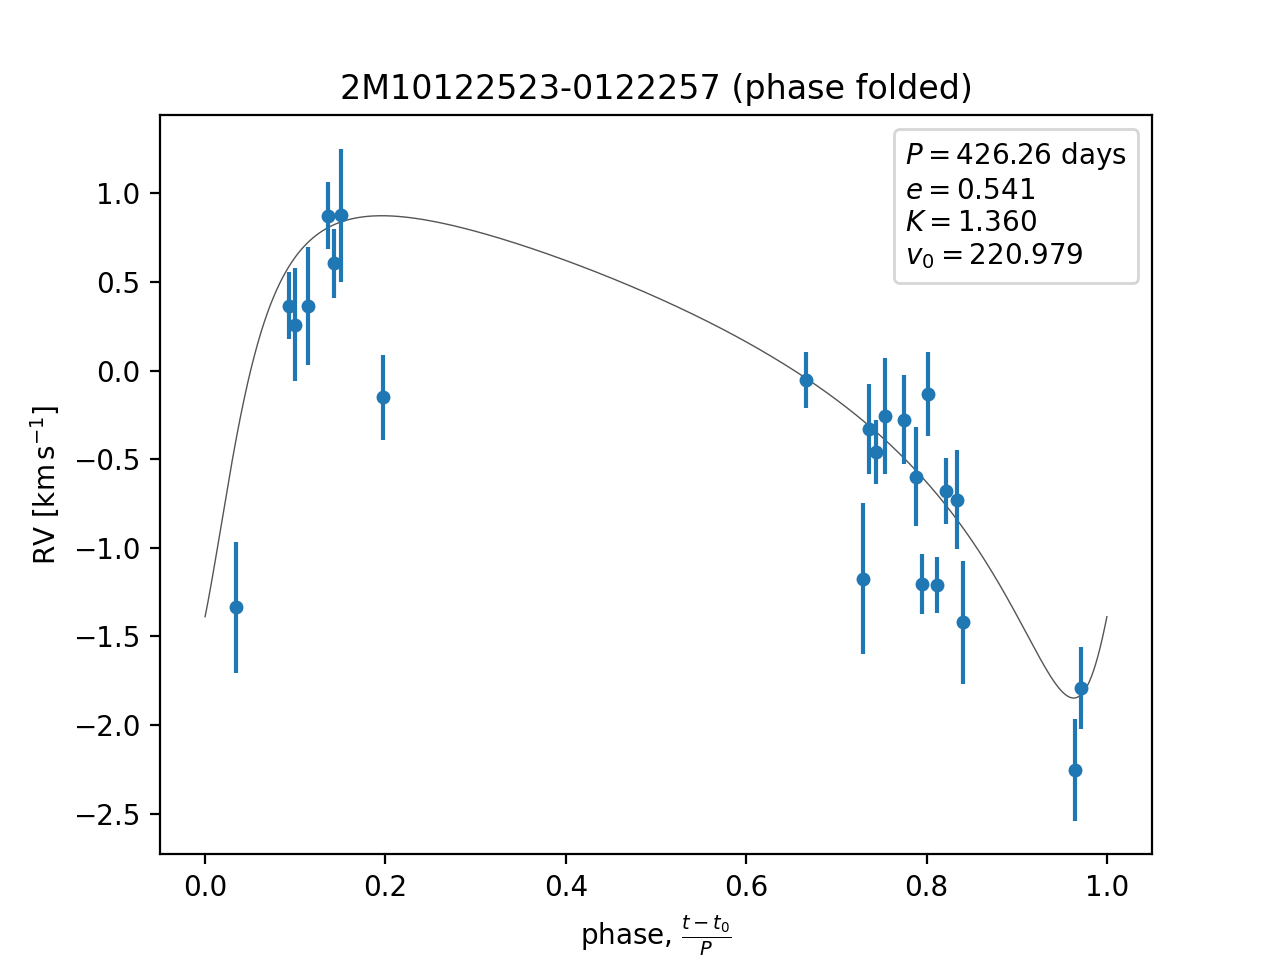 2M10122523-0122257 (phase folded)
P = 426.26 days
e = 0.541
K = 1.360
v₀ = 220.979
1.0
0.5
0.0
−0.5
−1.0
−1.5
−2.0
−2.5
RV [km s⁻¹]
0.0 0.2 0.4 0.6 0.8 1.0
phase, (t − t₀)/P